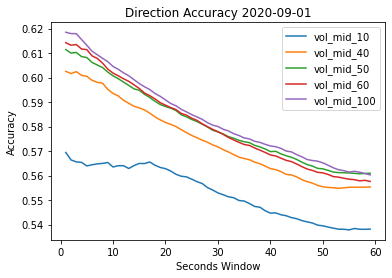 Direction Accuracy 2020-09-01
Accuracy
0.62
0.61
0.60
0.59
0.58
0.57
0.56
0.55
0.54
vol_mid_10
vol_mid_40
vol_mid_50
vol_mid_60
vol_mid_100
0
10
20
30
40
50
60
Seconds Window